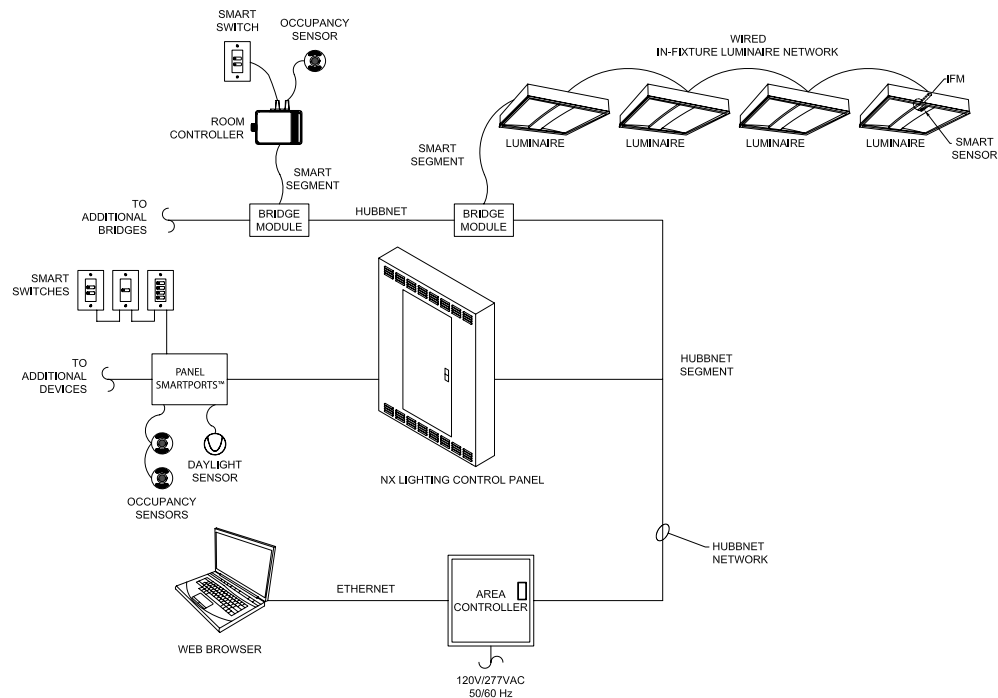 SMART
SWITCH
OCCUPANCY
SENSOR
WIRED
IN-FIXTURE LUMINAIRE NETWORK
IFM
ROOM
CONTROLLER
LUMINAIRE
LUMINAIRE
LUMINAIRE
LUMINAIRE
SMART
SENSOR
SMART
SEGMENT
SMART
SEGMENT
TO
ADDITIONAL
BRIDGES
BRIDGE
MODULE
HUBBNET
BRIDGE
MODULE
SMART
SWITCHES
TO
ADDITIONAL
DEVICES
PANEL
SMARTPORTS™
HUBBNET
SEGMENT
DAYLIGHT
SENSOR
OCCUPANCY
SENSORS
NX LIGHTING CONTROL PANEL
HUBBNET
NETWORK
ETHERNET
AREA
CONTROLLER
WEB BROWSER
120V/277VAC
50/60 Hz